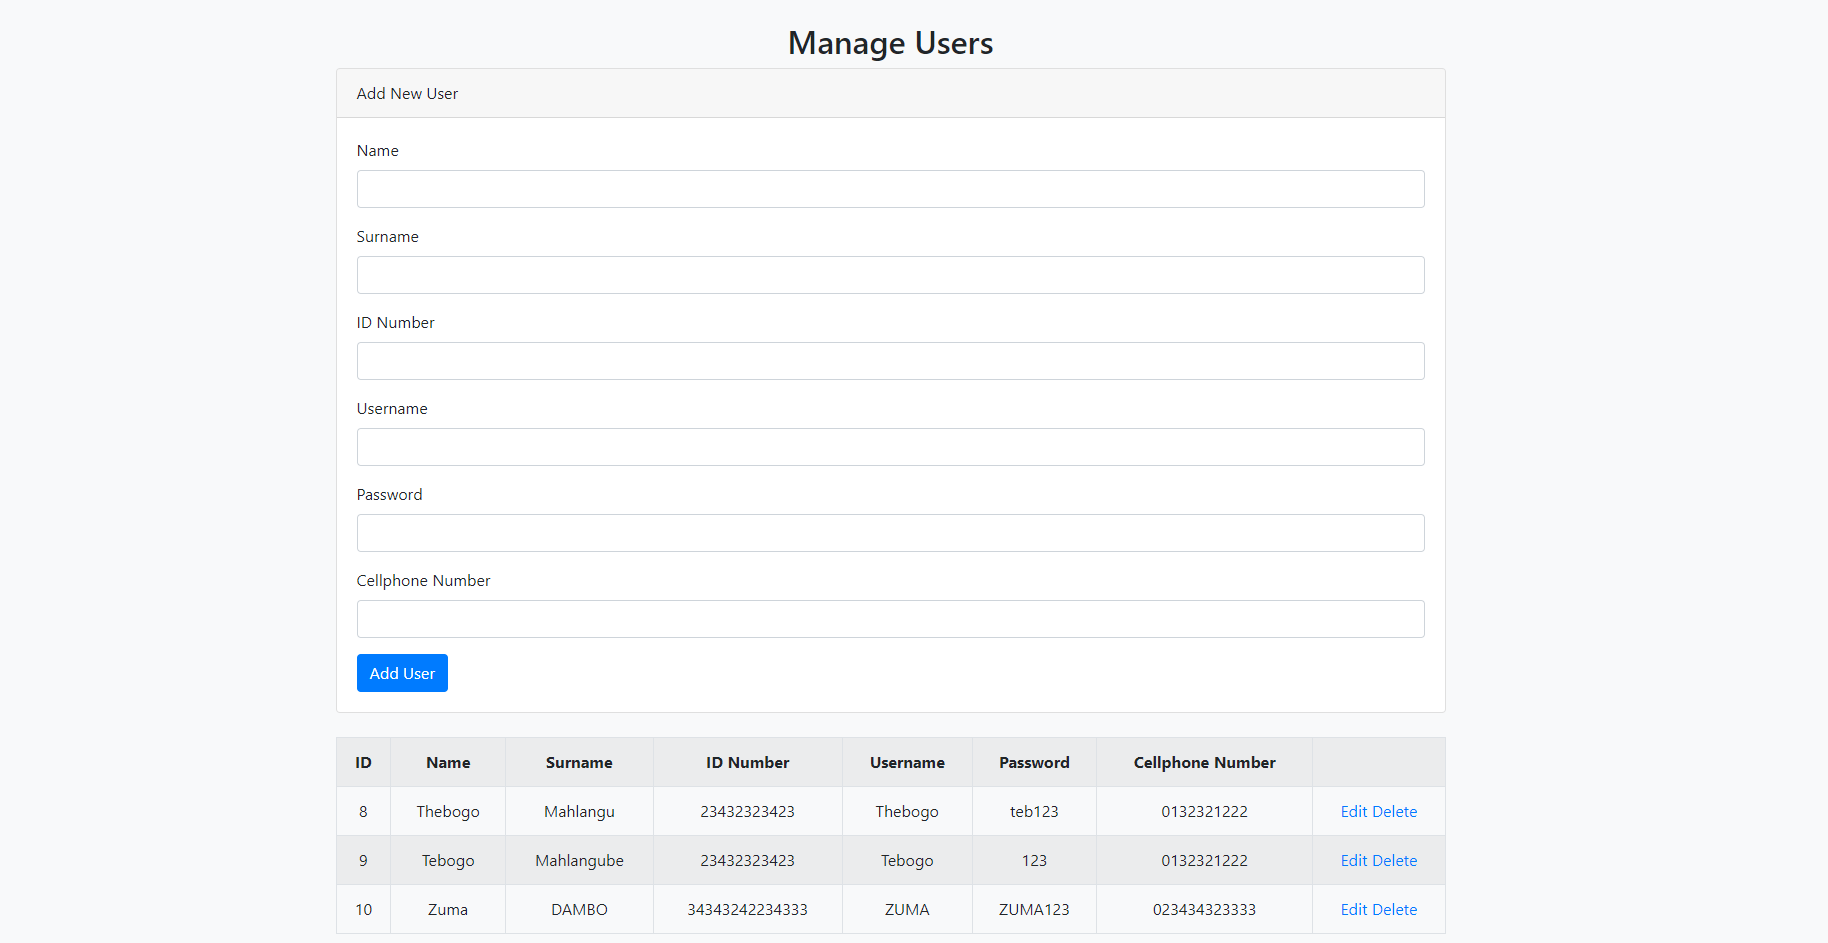 Manage Users
Add New User
Name
Surname
ID Number
Username
Password
Cellphone Number
Add User
ID Name Surname ID Number Username Password Cellphone Number
8 Thebogo Mahlangu 23432323423 Thebogo teb123 0132321222 Edit Delete
9 Tebogo Mahlangube 23432323423 Tebogo 123 0132321222 Edit Delete
10 Zuma DAMBO 34343242234333 ZUMA ZUMA123 023434323333 Edit Delete